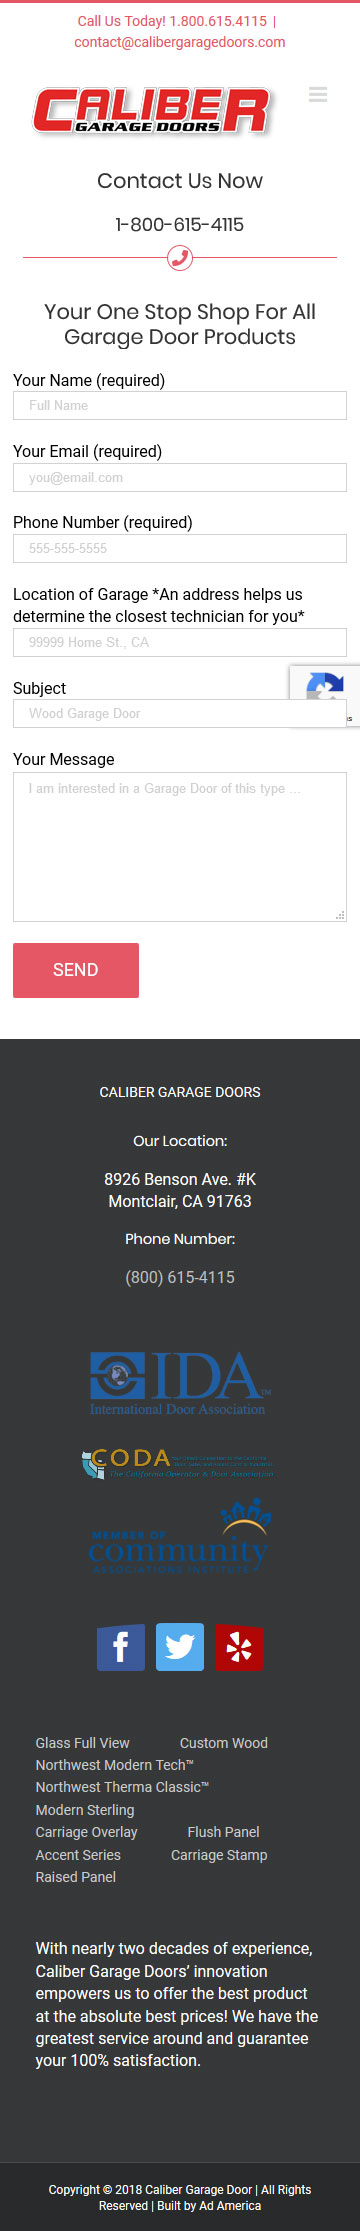 Call Us Today! 1.800.615.4115 |
contact@calibergaragedoors.com
CALIBER
GARAGE DOORS
Contact Us Now
1-800-615-4115
Your One Stop Shop For All
Garage Door Products
Your Name (required)
Full Name
Your Email (required)
you@email.com
Phone Number (required)
555-555-5555
Location of Garage *An address helps us
determine the closest technician for you*
99999 Home St., CA
Subject
Wood Garage Door
Your Message
I am interested in a Garage Door of this type ...
SEND
CALIBER GARAGE DOORS
Our Location:
8926 Benson Ave. #K
Montclair, CA 91763
Phone Number:
(800) 615-4115
IDA™
International Door Association
CODA
The California Operator & Door Association
MEMBER OF
community
ASSOCIATIONS INSTITUTE
Glass Full View Custom Wood
Northwest Modern Tech™
Northwest Therma Classic™
Modern Sterling
Carriage Overlay Flush Panel
Accent Series Carriage Stamp
Raised Panel
With nearly two decades of experience,
Caliber Garage Doors’ innovation
empowers us to offer the best product
at the absolute best prices! We have the
greatest service around and guarantee
your 100% satisfaction.
Copyright © 2018 Caliber Garage Door | All Rights
Reserved | Built by Ad America